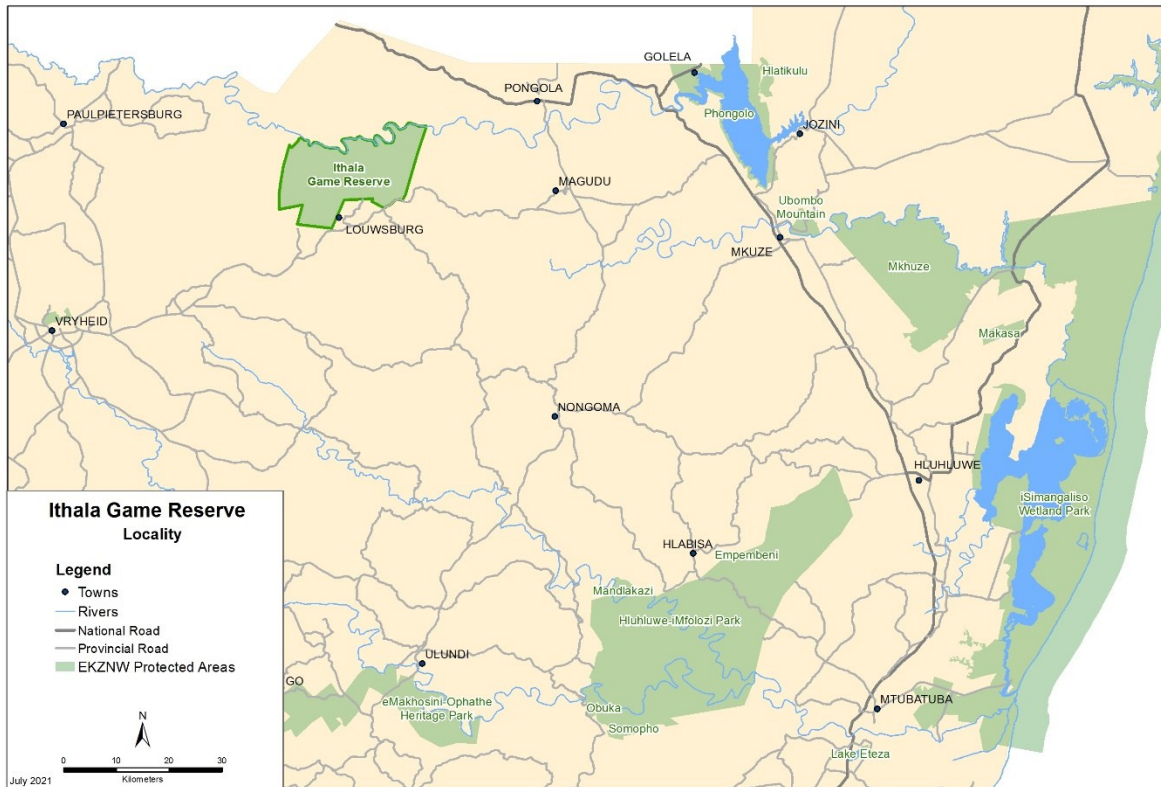 GOLELA
Hlatikulu
PONGOLA
PAULPIETERSBURG
Phongolo
JOZINI
Ithala
Game Reserve
MAGUDU
Ubombo
Mountain
LOUWSBURG
MKUZE
Mkhuze
VRYHEID
Makasa
NONGOMA
HLUHLUWE
iSimangaliso
Wetland Park
HLABISA
Empembeni
Mandlakazi
Hluhluwe-iMfolozi Park
ULUNDI
GO
eMakhosini-Ophathe
Heritage Park
Obuka
Somopho
MTUBATUBA
Lake Eteza
Ithala Game Reserve
Locality
Legend
Towns
Rivers
National Road
Provincial Road
EKZNW Protected Areas
N
0 10 20 30
Kilometers
July 2021